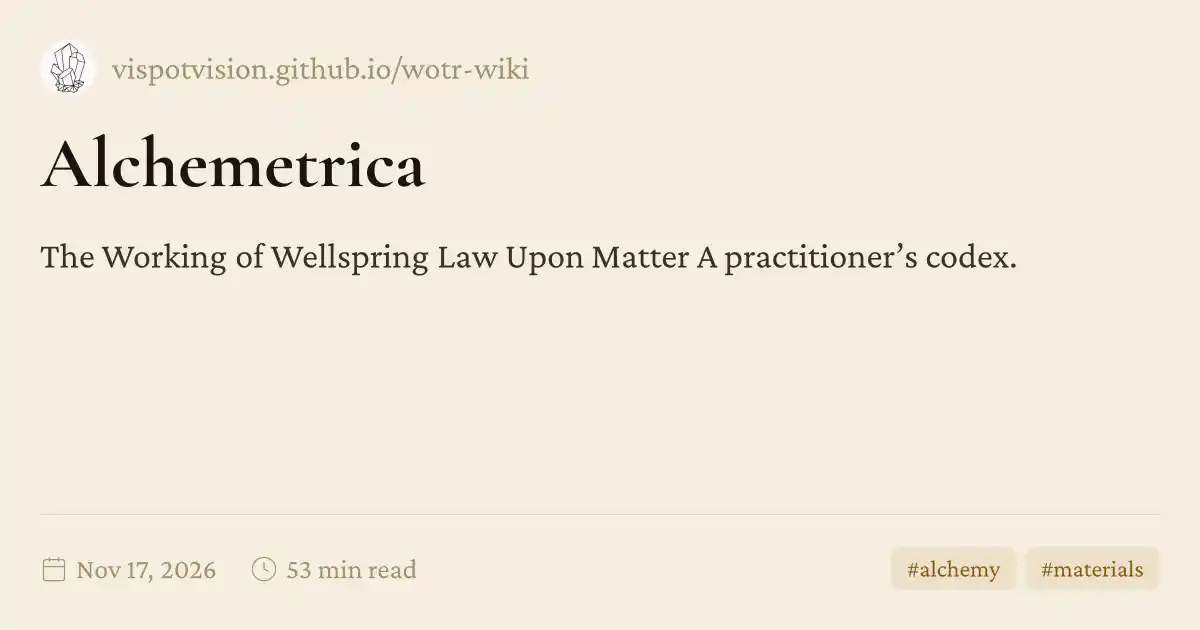 vispotvision.github.io/wotr-wiki
Alchemetrica
The Working of Wellspring Law Upon Matter A practitioner’s codex.
Nov 17, 2026 53 min read #alchemy #materials